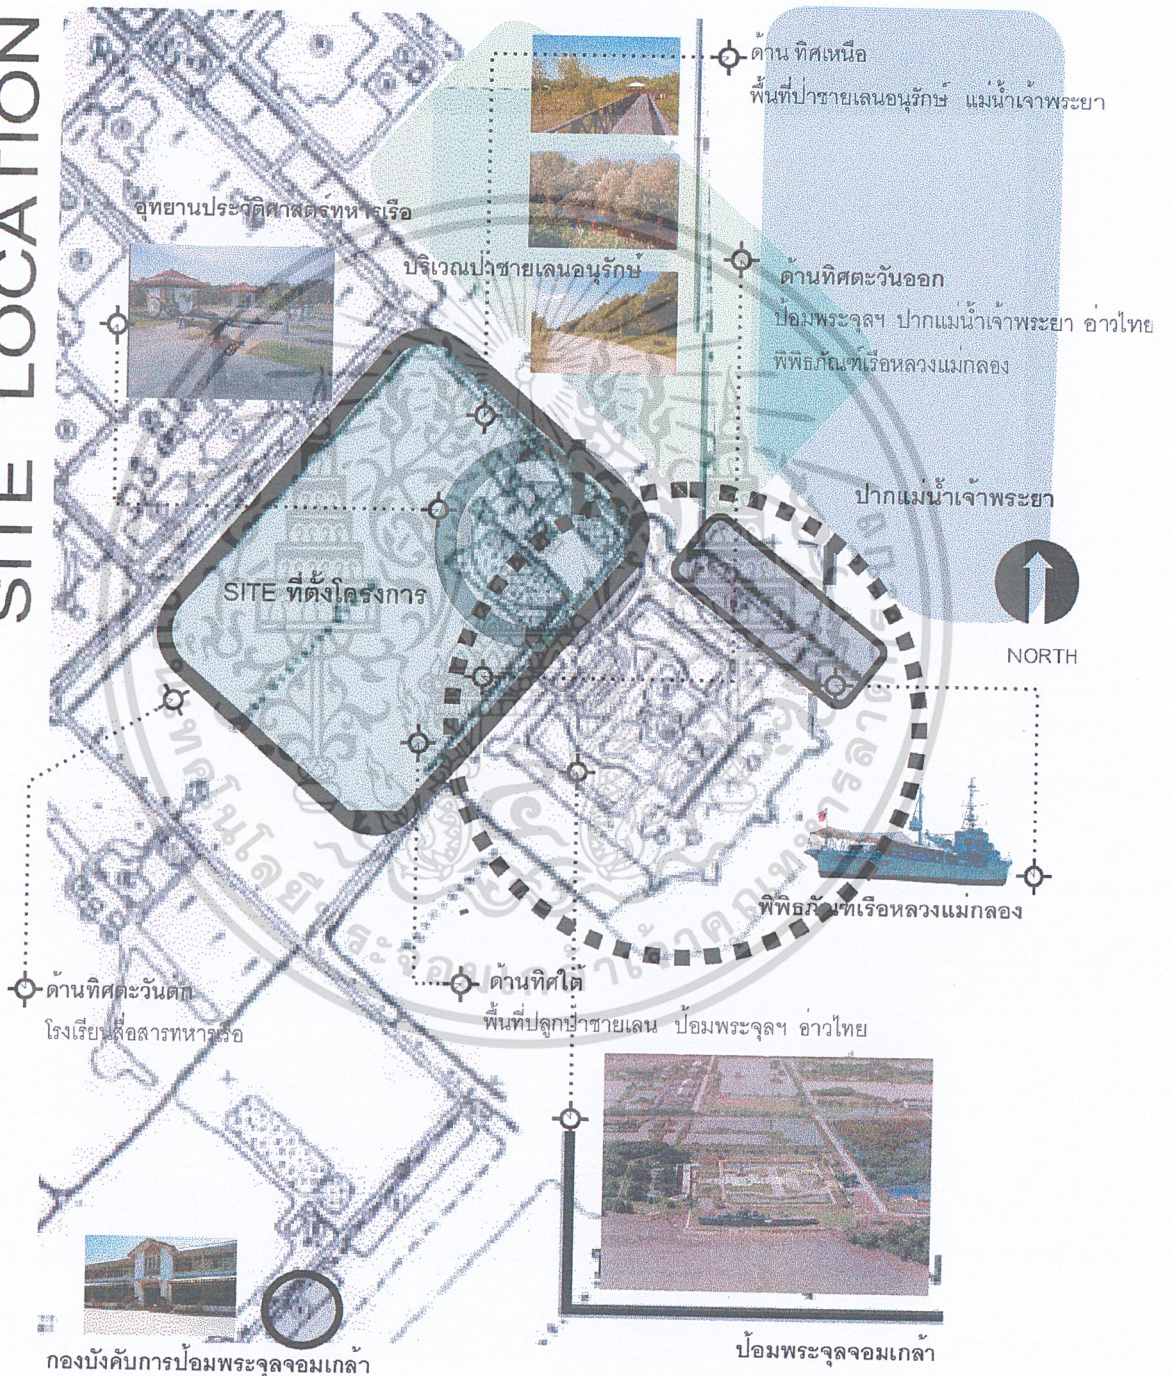 SITE LOCATION
ด้าน ทิศเหนือ
พื้นที่ป่าชายเลนอนุรักษ์ แม่น้ำเจ้าพระยา
อุทยานประวัติศาสตร์ทหารเรือ
บริเวณป่าชายเลนอนุรักษ์
ด้านทิศตะวันออก
ป้อมพระจุลฯ ปากแม่น้ำเจ้าพระยา อ่าวไทย
พิพิธภัณฑ์เรือหลวงแม่กลอง
ปากแม่น้ำเจ้าพระยา
SITE ที่ตั้งโครงการ
NORTH
พิพิธภัณฑ์เรือหลวงแม่กลอง
ด้านทิศตะวันตก
โรงเรียนสื่อสารทหารเรือ
ด้านทิศใต้
พื้นที่ปลูกป่าชายเลน ป้อมพระจุลฯ อ่าวไทย
กองบังคับการป้อมพระจุลจอมเกล้า
ป้อมพระจุลจอมเกล้า